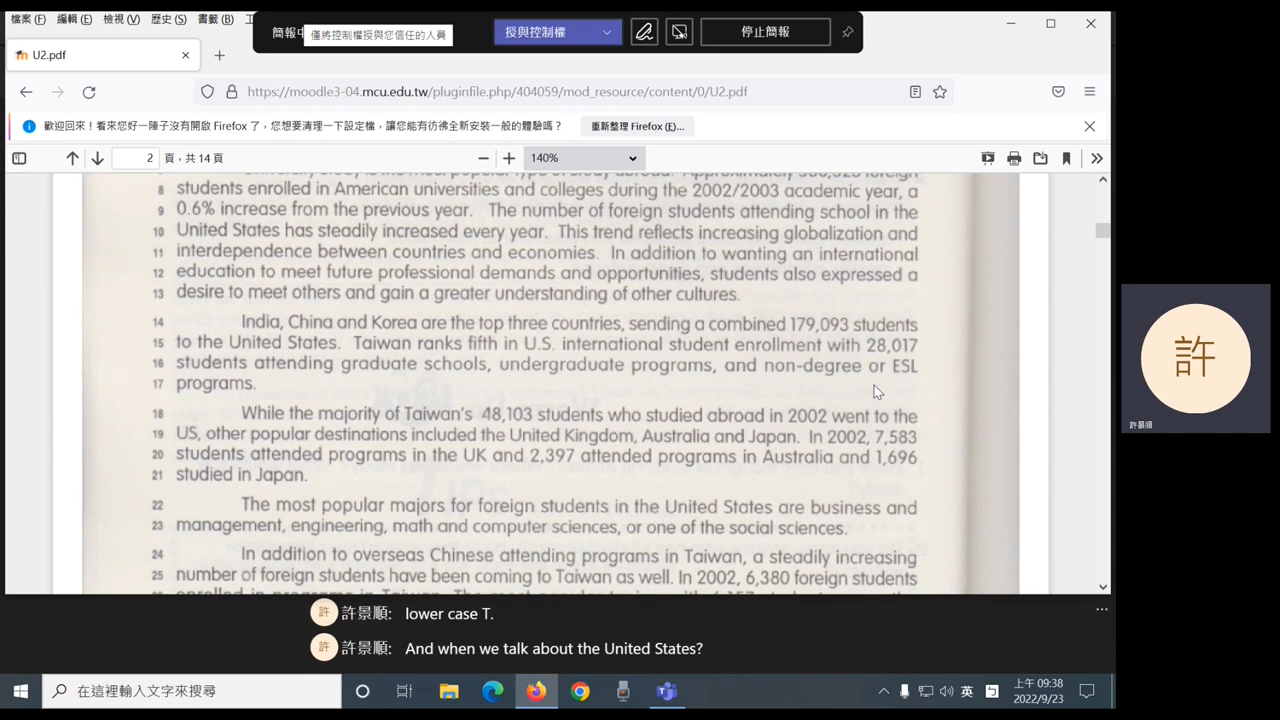 檔案 (F) 編輯 (E) 檢視 (V) 歷史 (S) 書籤 (B)
簡報中 僅將控制權授與您信任的人員 授與控制權 停止簡報
U2.pdf
https://moodle3-04.mcu.edu.tw/pluginfile.php/404059/mod_resource/content/0/U2.pdf
歡迎回來！看來您好一陣子沒有開啟 Firefox 了，您想要清理一下設定檔，讓您能有彷彿全新安裝一般的體驗嗎？ 重新整理 Firefox (E)...
2 頁，共 14 頁 140%
8 students enrolled in American universities and colleges during the 2002/2003 academic year, a
9 0.6% increase from the previous year. The number of foreign students attending school in the
10 United States has steadily increased every year. This trend reflects increasing globalization and
11 interdependence between countries and economies. In addition to wanting an international
12 education to meet future professional demands and opportunities, students also expressed a
13 desire to meet others and gain a greater understanding of other cultures.
14 India, China and Korea are the top three countries, sending a combined 179,093 students
15 to the United States. Taiwan ranks fifth in U.S. international student enrollment with 28,017
16 students attending graduate schools, undergraduate programs, and non-degree or ESL
17 programs.
18 While the majority of Taiwan's 48,103 students who studied abroad in 2002 went to the
19 US, other popular destinations included the United Kingdom, Australia and Japan. In 2002, 7,583
20 students attended programs in the UK and 2,397 attended programs in Australia and 1,696
21 studied in Japan.
22 The most popular majors for foreign students in the United States are business and
23 management, engineering, math and computer sciences, or one of the social sciences.
24 In addition to overseas Chinese attending programs in Taiwan, a steadily increasing
25 number of foreign students have been coming to Taiwan as well. In 2002, 6,380 foreign students
許 許景順: lower case T.
許 許景順: And when we talk about the United States?
許
許景順
在這裡輸入文字來搜尋
英
上午 09:38
2022/9/23